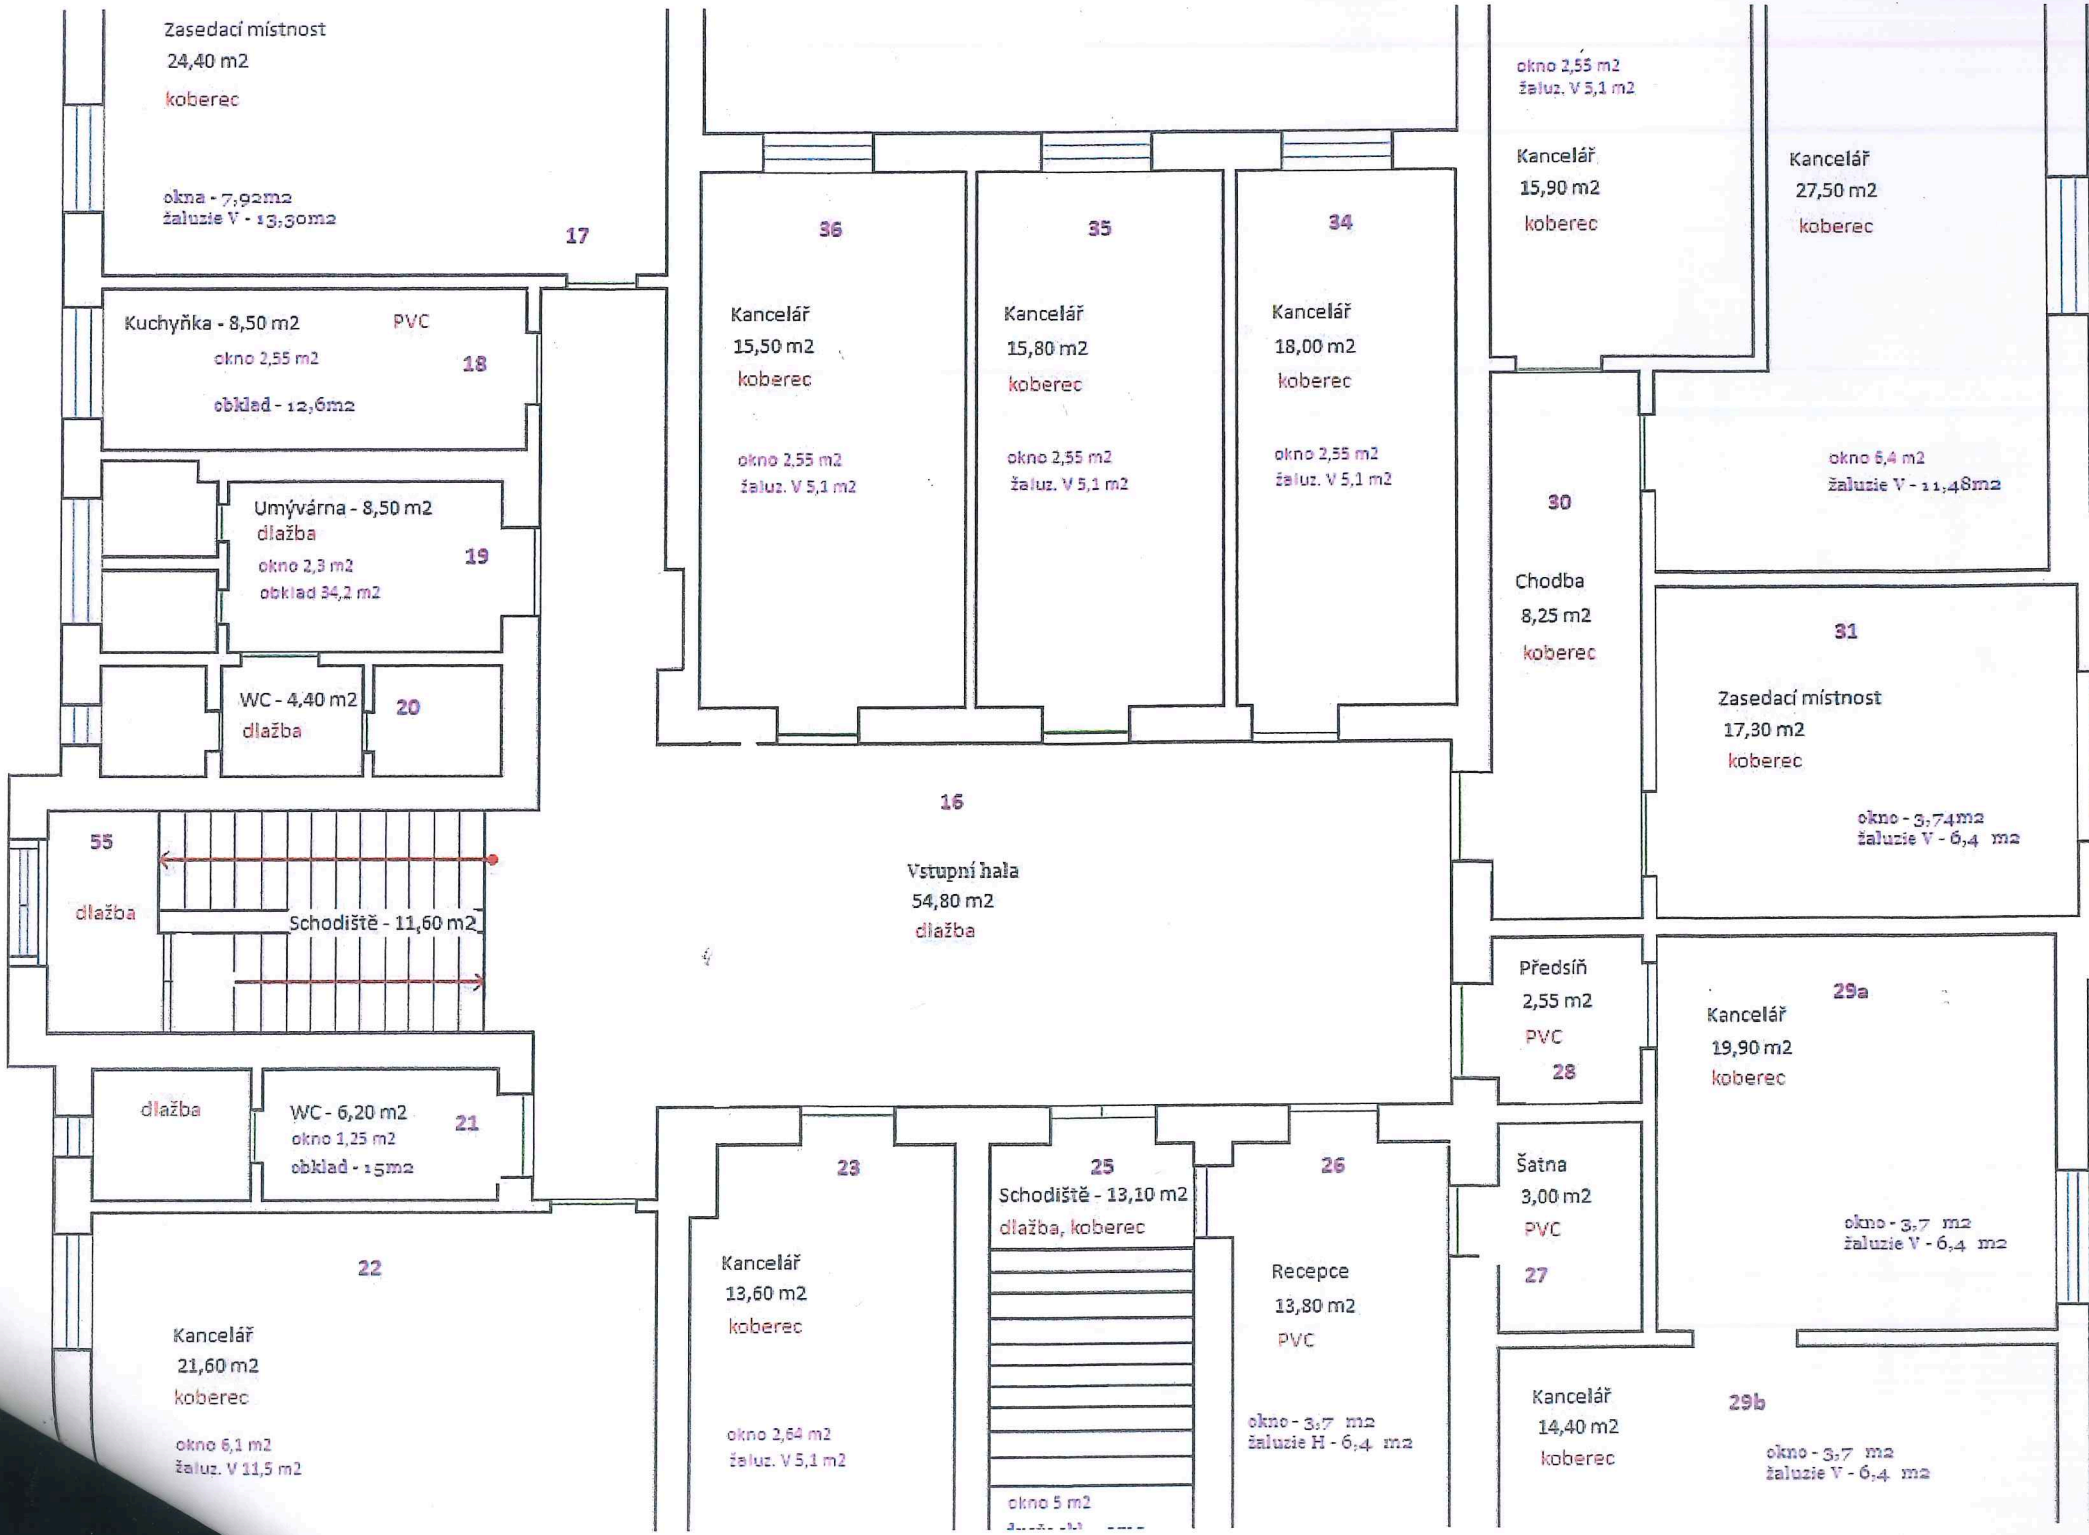 Zasedací místnost
24,40 m2
koberec
okna - 7,92m2
žaluzie V - 13,30m2
17
okno 2,55 m2
žaluz. V 5,1 m2
Kancelář
15,90 m2
koberec
Kancelář
27,50 m2
koberec
okno 6,4 m2
žaluzie V - 11,48m2
Kuchyňka - 8,50 m2
PVC
okno 2,55 m2
18
obklad - 12,6m2
36
Kancelář
15,50 m2
koberec
okno 2,55 m2
žaluz. V 5,1 m2
35
Kancelář
15,80 m2
koberec
okno 2,55 m2
žaluz. V 5,1 m2
34
Kancelář
18,00 m2
koberec
okno 2,55 m2
žaluz. V 5,1 m2
Umývárna - 8,50 m2
dlažba
19
okno 2,3 m2
obklad 34,2 m2
WC - 4,40 m2
dlažba
20
30
Chodba
8,25 m2
koberec
31
Zasedací místnost
17,30 m2
koberec
okno - 3,74m2
žaluzie V - 6,4 m2
55
dlažba
Schodiště - 11,60 m2
16
Vstupní hala
54,80 m2
dlažba
Předsíň
2,55 m2
PVC
28
29a
Kancelář
19,90 m2
koberec
okno - 3,7 m2
žaluzie V - 6,4 m2
dlažba
WC - 6,20 m2
okno 1,25 m2
21
obklad - 15m2
22
Kancelář
21,60 m2
koberec
okno 6,1 m2
žaluz. V 11,5 m2
23
Kancelář
13,60 m2
koberec
okno 2,64 m2
žaluz. V 5,1 m2
25
Schodiště - 13,10 m2
dlažba, koberec
okno 5 m2
26
Recepce
13,80 m2
PVC
okno - 3,7 m2
žaluzie H - 6,4 m2
Šatna
3,00 m2
PVC
27
Kancelář
14,40 m2
koberec
29b
okno - 3,7 m2
žaluzie V - 6,4 m2